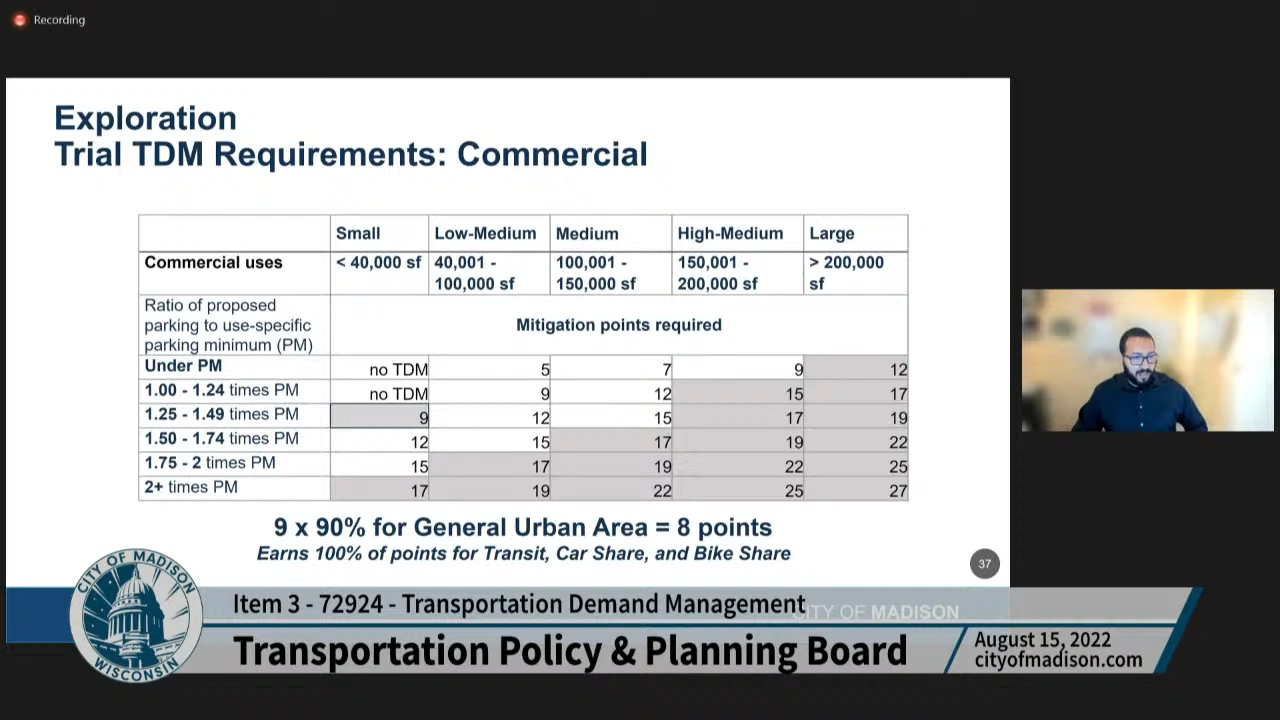 Recording
Exploration
Trial TDM Requirements: Commercial
Small Low-Medium Medium High-Medium Large
Commercial uses < 40,000 sf 40,001 - 100,000 sf 100,001 - 150,000 sf 150,001 - 200,000 sf > 200,000 sf
Ratio of proposed
parking to use-specific
parking minimum (PM)
Mitigation points required
Under PM no TDM 5 7 9 12
1.00 - 1.24 times PM no TDM 9 12 15 17
1.25 - 1.49 times PM 9 12 15 17 19
1.50 - 1.74 times PM 12 15 17 19 22
1.75 - 2 times PM 15 17 19 22 25
2+ times PM 17 19 22 25 27
9 x 90% for General Urban Area = 8 points
Earns 100% of points for Transit, Car Share, and Bike Share
37
CITY OF MADISON
WISCONSIN
Item 3 - 72924 - Transportation Demand Management
CITY OF MADISON
Transportation Policy & Planning Board
August 15, 2022
cityofmadison.com